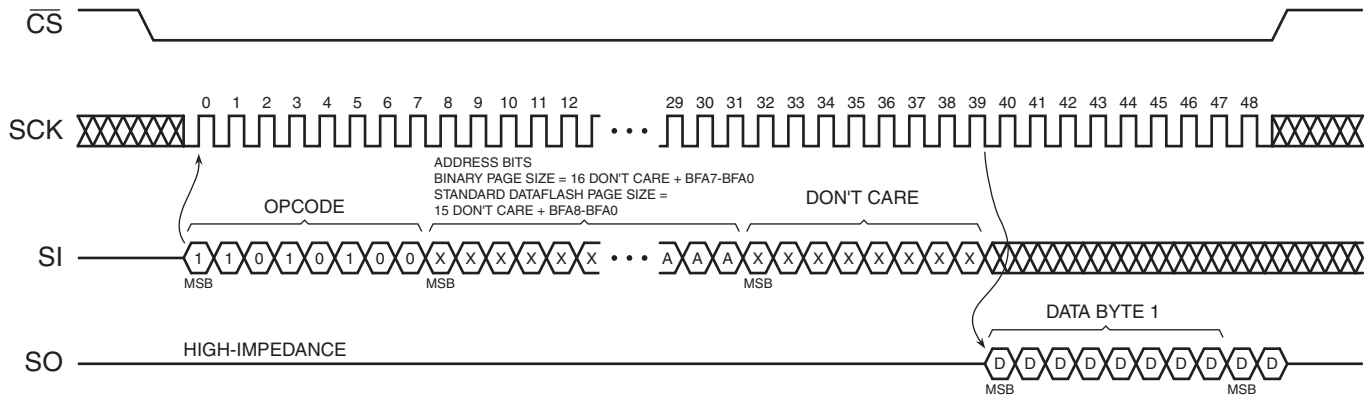 CS
0 1 2 3 4 5 6 7 8 9 10 11 12 29 30 31 32 33 34 35 36 37 38 39 40 41 42 43 44 45 46 47 48
SCK
ADDRESS BITS
BINARY PAGE SIZE = 16 DON'T CARE + BFA7-BFA0
STANDARD DATAFLASH PAGE SIZE =
15 DON'T CARE + BFA8-BFA0
OPCODE
DON'T CARE
SI 1 1 0 1 0 1 0 0 X X X X X X A A A X X X X X X X X
MSB MSB MSB
DATA BYTE 1
HIGH-IMPEDANCE
SO D D D D D D D D D D
MSB MSB